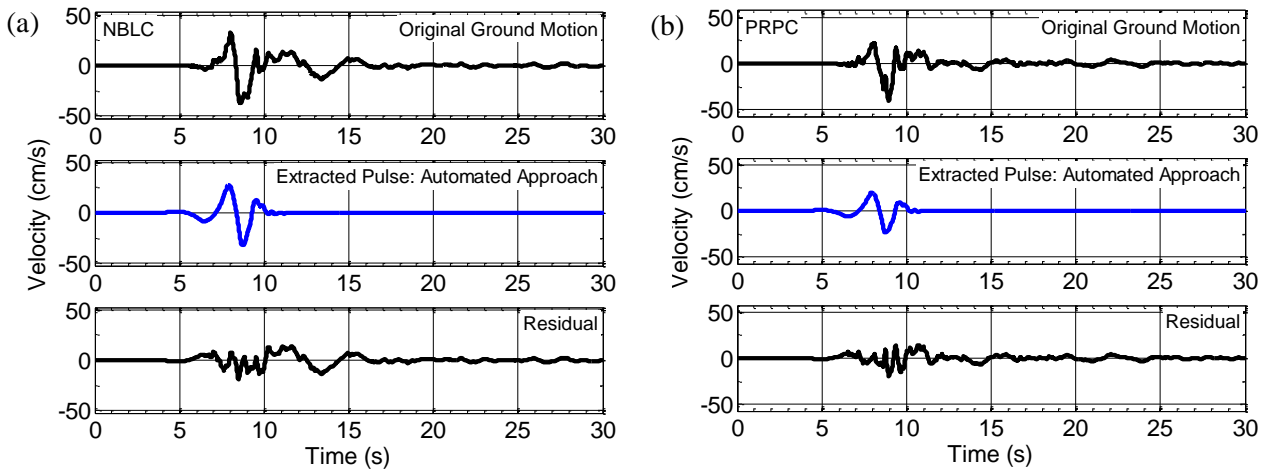 (a)
NBLC
Original Ground Motion
50
0
-50
0 5 10 15 20 25 30
Extracted Pulse: Automated Approach
50
0
-50
0 5 10 15 20 25 30
Velocity (cm/s)
Residual
50
0
-50
0 5 10 15 20 25 30
Time (s)
(b)
PRPC
Original Ground Motion
50
0
-50
0 5 10 15 20 25 30
Extracted Pulse: Automated Approach
50
0
-50
0 5 10 15 20 25 30
Velocity (cm/s)
Residual
50
0
-50
0 5 10 15 20 25 30
Time (s)